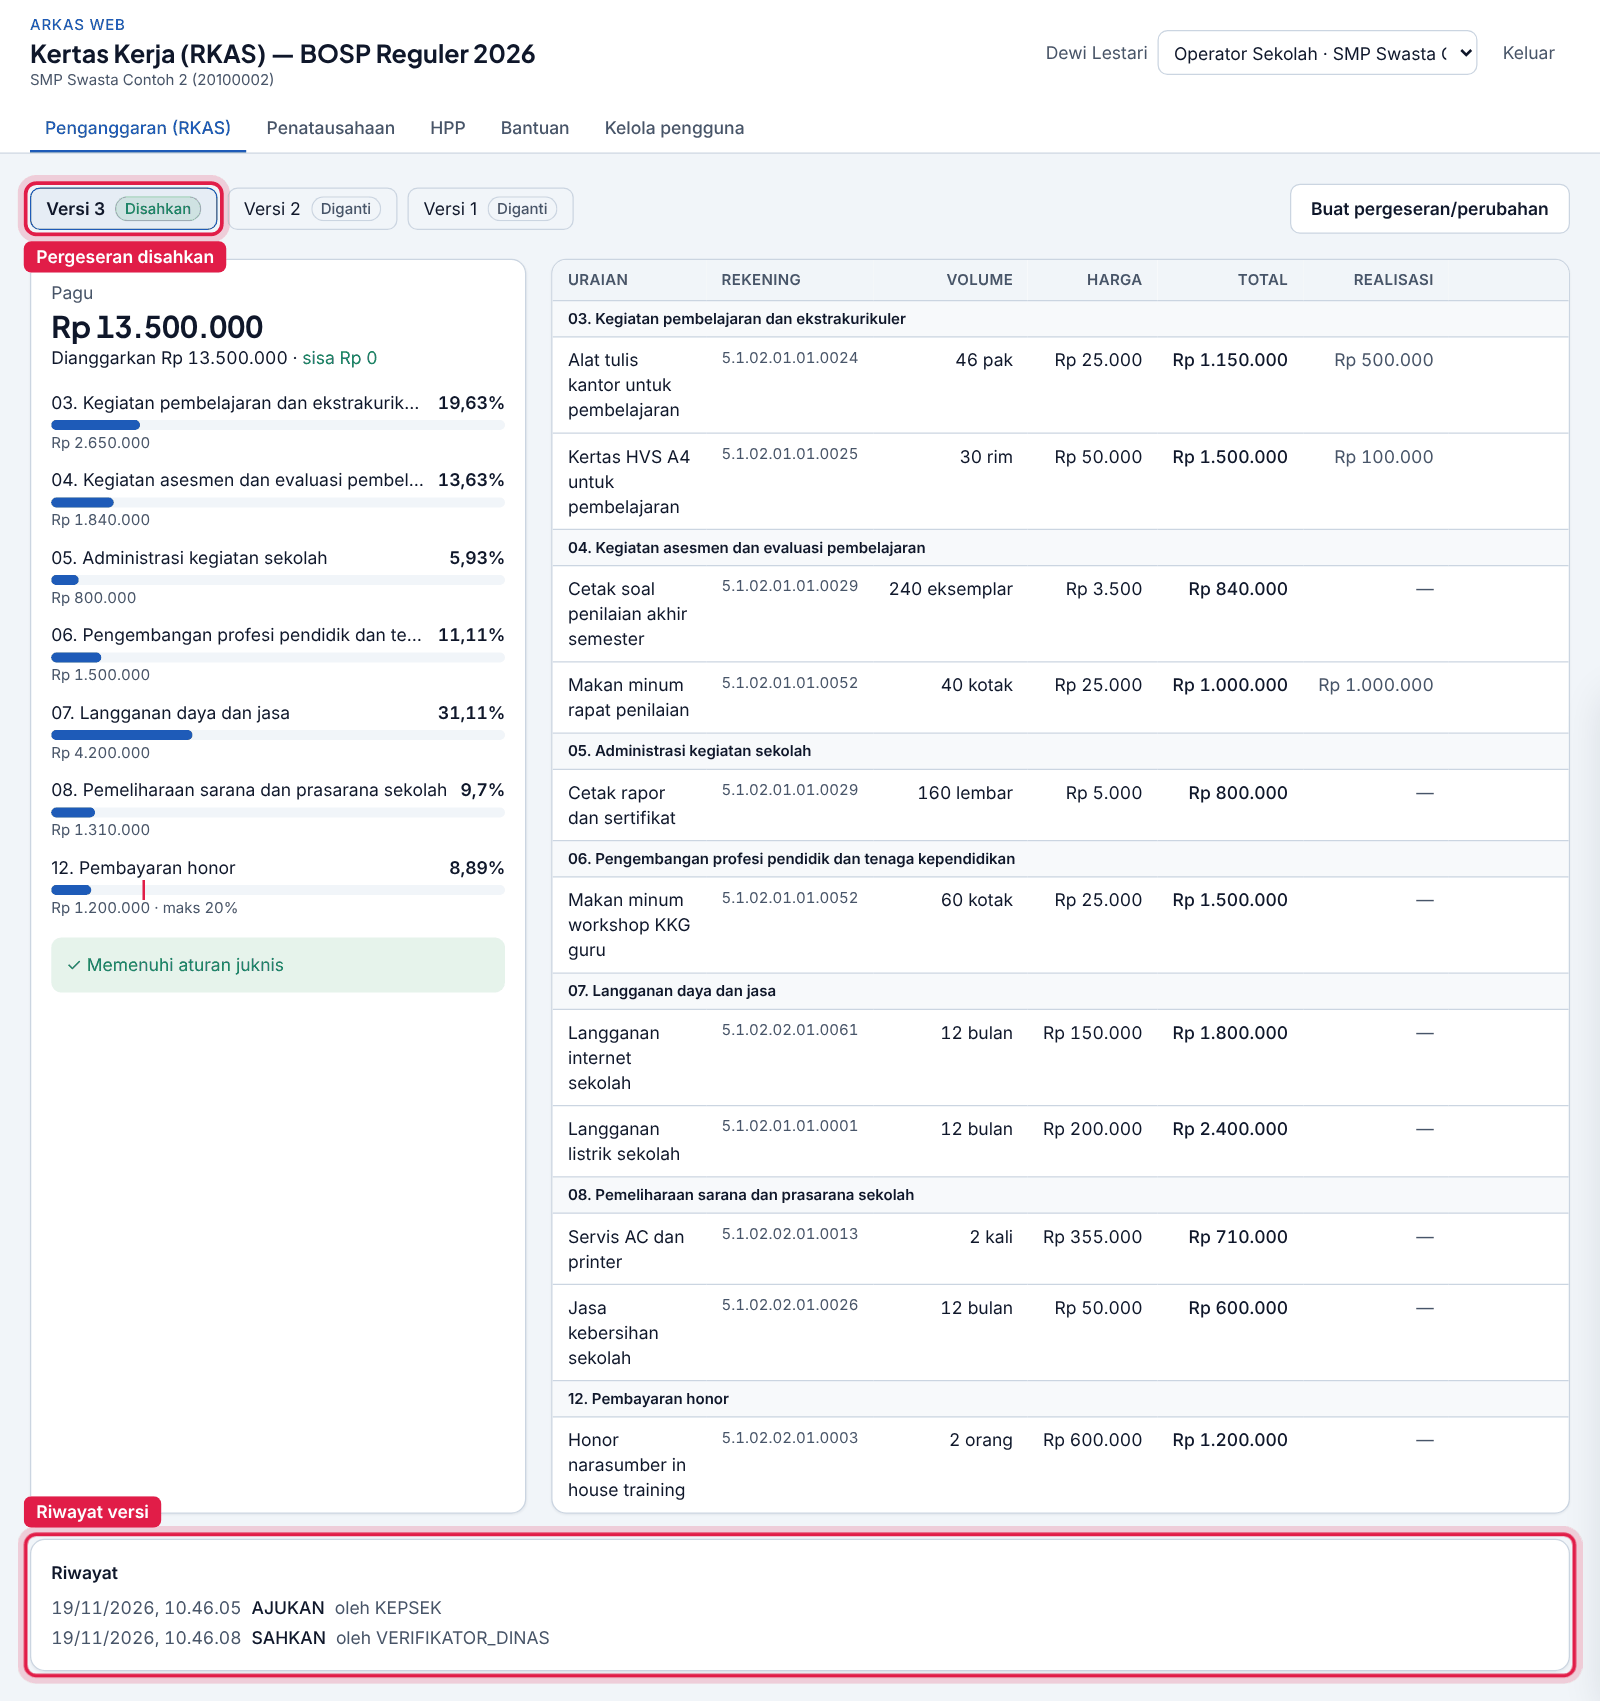 ARKAS WEB
Kertas Kerja (RKAS) — BOSP Reguler 2026
SMP Swasta Contoh 2 (20100002)
Dewi Lestari
Operator Sekolah · SMP Swasta
Keluar
Penganggaran (RKAS) Penatausahaan HPP Bantuan Kelola pengguna
Versi 3 Disahkan Versi 2 Diganti Versi 1 Diganti
Buat pergeseran/perubahan
Pergeseran disahkan
Pagu
Rp 13.500.000
Dianggarkan Rp 13.500.000 · sisa Rp 0
03. Kegiatan pembelajaran dan ekstrakurik... 19,63%
Rp 2.650.000
04. Kegiatan asesmen dan evaluasi pembel... 13,63%
Rp 1.840.000
05. Administrasi kegiatan sekolah 5,93%
Rp 800.000
06. Pengembangan profesi pendidik dan te... 11,11%
Rp 1.500.000
07. Langganan daya dan jasa 31,11%
Rp 4.200.000
08. Pemeliharaan sarana dan prasarana sekolah 9,7%
Rp 1.310.000
12. Pembayaran honor 8,89%
Rp 1.200.000 · maks 20%
✓ Memenuhi aturan juknis
URAIAN REKENING VOLUME HARGA TOTAL REALISASI
03. Kegiatan pembelajaran dan ekstrakurikuler
Alat tulis 5.1.02.01.01.0024 46 pak Rp 25.000 Rp 1.150.000 Rp 500.000
kantor untuk
pembelajaran
Kertas HVS A4 5.1.02.01.01.0025 30 rim Rp 50.000 Rp 1.500.000 Rp 100.000
untuk
pembelajaran
04. Kegiatan asesmen dan evaluasi pembelajaran
Cetak soal 5.1.02.01.01.0029 240 eksemplar Rp 3.500 Rp 840.000 —
penilaian akhir
semester
Makan minum 5.1.02.01.01.0052 40 kotak Rp 25.000 Rp 1.000.000 Rp 1.000.000
rapat penilaian
05. Administrasi kegiatan sekolah
Cetak rapor 5.1.02.01.01.0029 160 lembar Rp 5.000 Rp 800.000 —
dan sertifikat
06. Pengembangan profesi pendidik dan tenaga kependidikan
Makan minum 5.1.02.01.01.0052 60 kotak Rp 25.000 Rp 1.500.000 —
workshop KKG
guru
07. Langganan daya dan jasa
Langganan 5.1.02.02.01.0061 12 bulan Rp 150.000 Rp 1.800.000 —
internet
sekolah
Langganan 5.1.02.01.01.0001 12 bulan Rp 200.000 Rp 2.400.000 —
listrik sekolah
08. Pemeliharaan sarana dan prasarana sekolah
Servis AC dan 5.1.02.02.01.0013 2 kali Rp 355.000 Rp 710.000 —
printer
Jasa 5.1.02.02.01.0026 12 bulan Rp 50.000 Rp 600.000 —
kebersihan
sekolah
12. Pembayaran honor
Honor 5.1.02.02.01.0003 2 orang Rp 600.000 Rp 1.200.000 —
narasumber in
house training
Riwayat versi
Riwayat
19/11/2026, 10.46.05 AJUKAN oleh KEPSEK
19/11/2026, 10.46.08 SAHKAN oleh VERIFIKATOR_DINAS